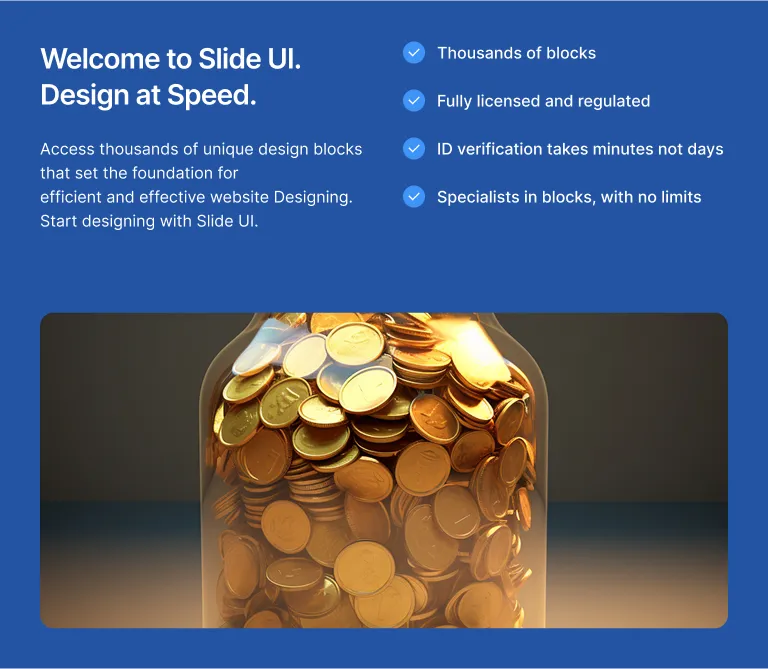 Welcome to Slide UI.
Design at Speed.
Access thousands of unique design blocks
that set the foundation for
efficient and effective website Designing.
Start designing with Slide UI.
Thousands of blocks
Fully licensed and regulated
ID verification takes minutes not days
Specialists in blocks, with no limits